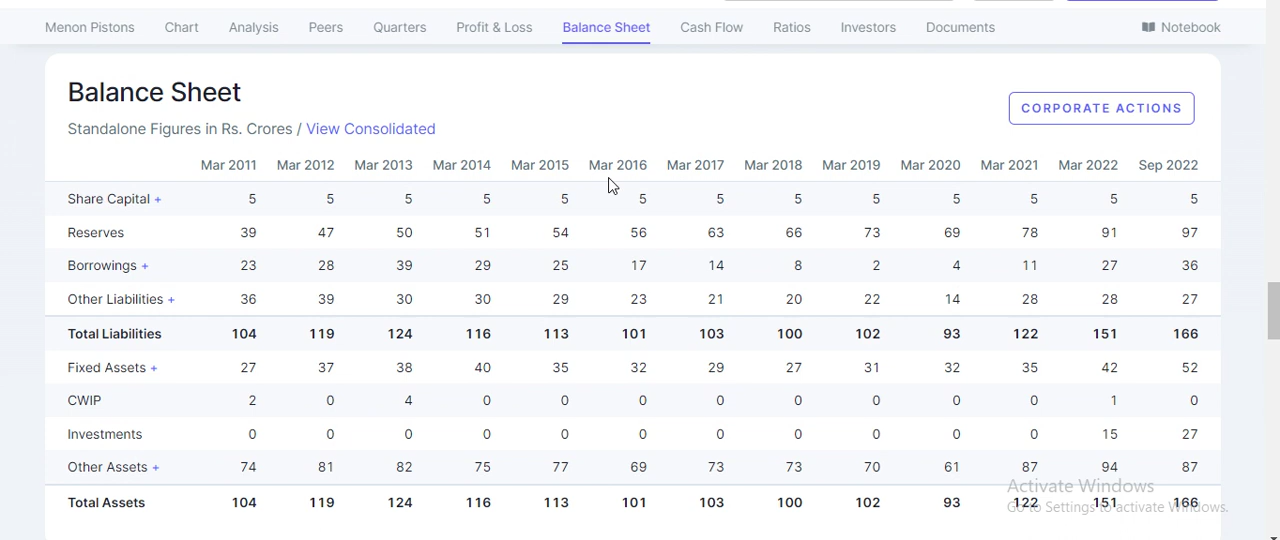 Menon Pistons Chart Analysis Peers Quarters Profit & Loss Balance Sheet Cash Flow Ratios Investors Documents Notebook
Balance Sheet
CORPORATE ACTIONS
Standalone Figures in Rs. Crores / View Consolidated
Mar 2011 Mar 2012 Mar 2013 Mar 2014 Mar 2015 Mar 2016 Mar 2017 Mar 2018 Mar 2019 Mar 2020 Mar 2021 Mar 2022 Sep 2022
Share Capital + 5 5 5 5 5 5 5 5 5 5 5 5 5
Reserves 39 47 50 51 54 56 63 66 73 69 78 91 97
Borrowings + 23 28 39 29 25 17 14 8 2 4 11 27 36
Other Liabilities + 36 39 30 30 29 23 21 20 22 14 28 28 27
Total Liabilities 104 119 124 116 113 101 103 100 102 93 122 151 166
Fixed Assets + 27 37 38 40 35 32 29 27 31 32 35 42 52
CWIP 2 0 4 0 0 0 0 0 0 0 0 1 0
Investments 0 0 0 0 0 0 0 0 0 0 0 15 27
Other Assets + 74 81 82 75 77 69 73 73 70 61 87 94 87
Activate Windows
Total Assets 104 119 124 116 113 101 103 100 102 93 122 151 166
Go to Settings to activate Windows.